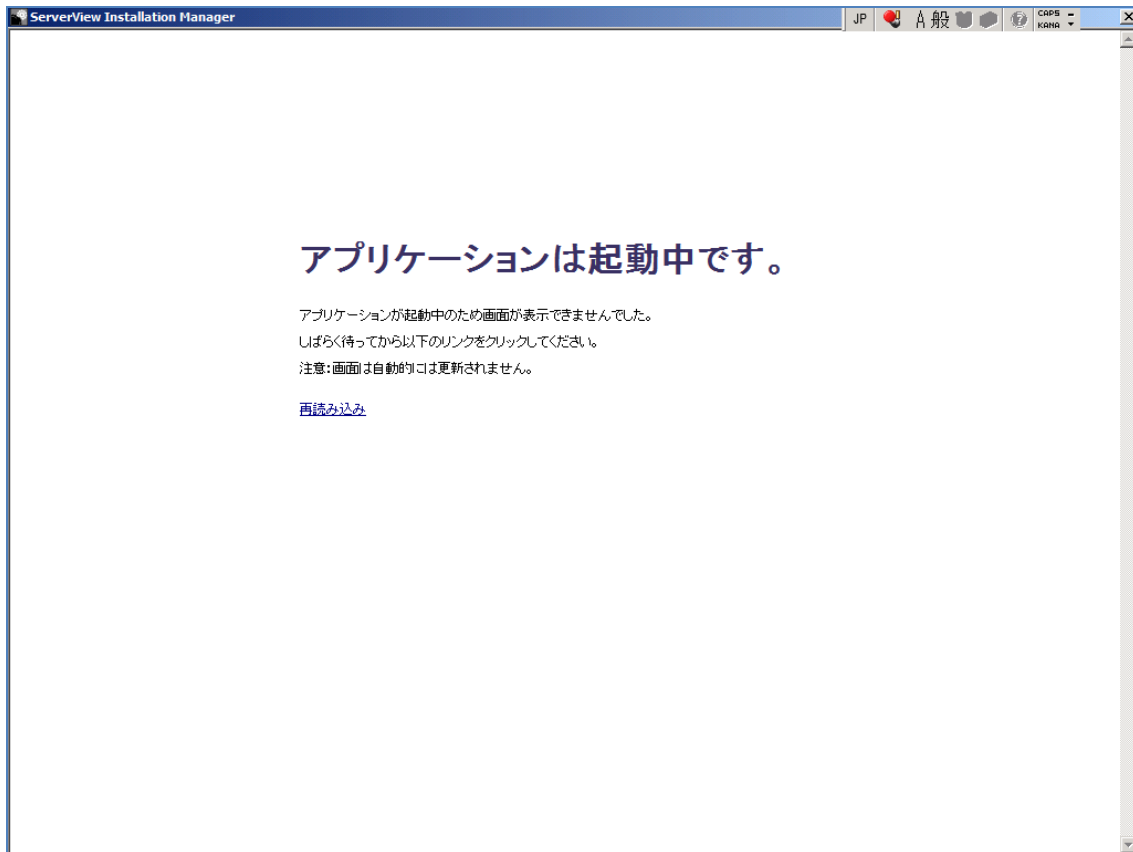 ServerView Installation Manager
JP A 般 CAPS KANA
アプリケーションは起動中です。
アプリケーションが起動中のため画面が表示できませんでした。
しばらく待ってから以下のリンクをクリックしてください。
注意:画面は自動的には更新されません。
再読み込み